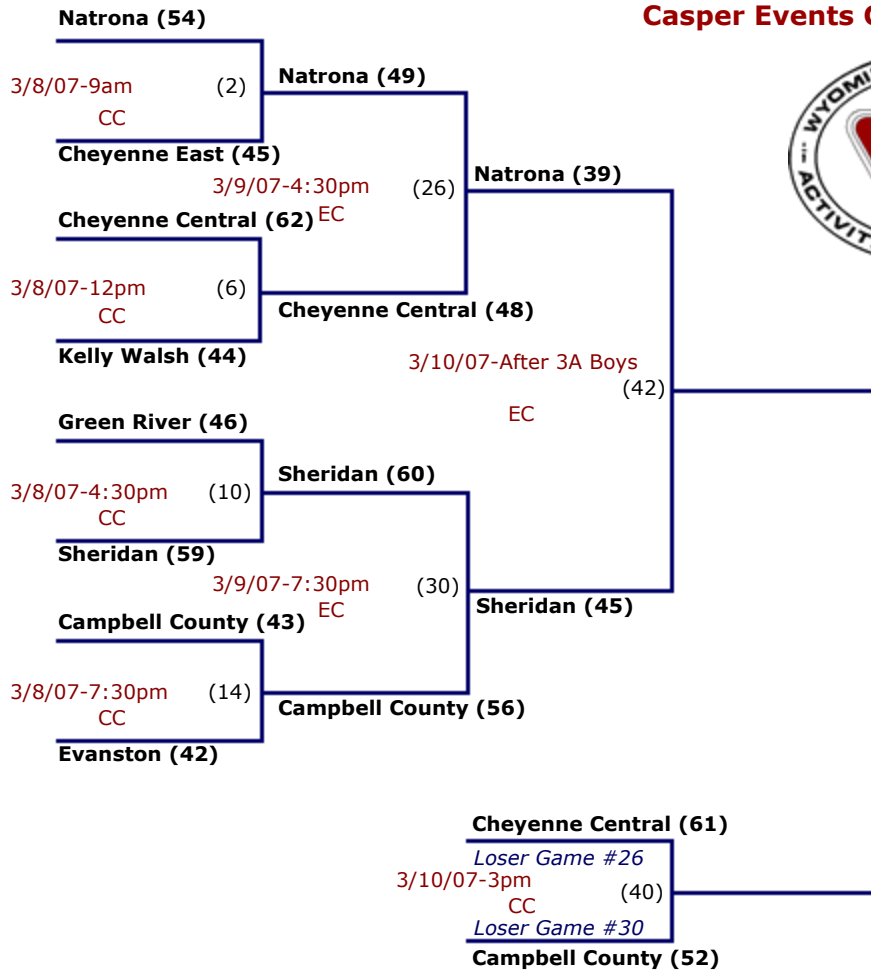 Natrona (54)
Casper Events
3/8/07-9am
(2)
CC
Natrona (49)
Cheyenne East (45)
3/9/07-4:30pm
EC
(26)
Natrona (39)
Cheyenne Central (62)
3/8/07-12pm
(6)
CC
Cheyenne Central (48)
Kelly Walsh (44)
3/10/07-After 3A Boys
(42)
EC
Green River (46)
3/8/07-4:30pm
(10)
CC
Sheridan (60)
Sheridan (59)
3/9/07-7:30pm
EC
(30)
Sheridan (45)
Campbell County (43)
3/8/07-7:30pm
(14)
CC
Campbell County (56)
Evanston (42)
Cheyenne Central (61)
Loser Game #26
3/10/07-3pm
(40)
CC
Loser Game #30
Campbell County (52)